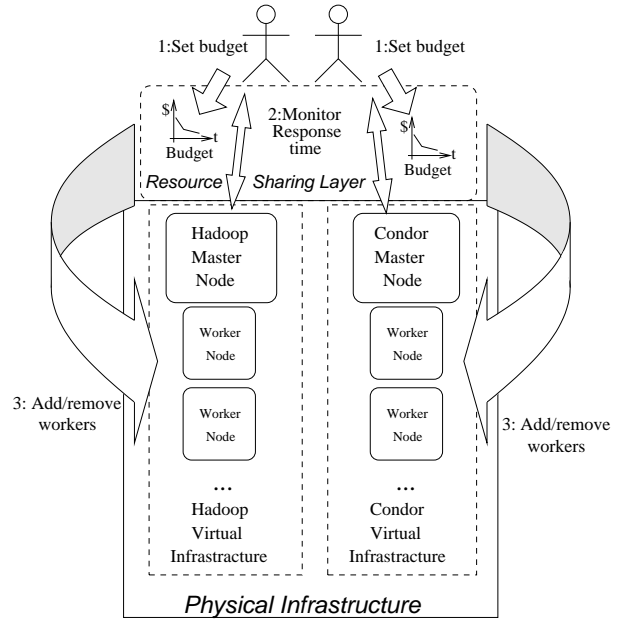 1:Set budget
1:Set budget
$
t
Budget
2:Monitor
Response
time
$
t
Budget
Resource Sharing Layer
Hadoop
Master
Node
Condor
Master
Node
Worker
Node
Worker
Node
Worker
Node
Worker
Node
3: Add/remove
workers
3: Add/remove
workers
...
Hadoop
Virtual
Infrastracture
...
Condor
Virtual
Infrastracture
Physical Infrastructure